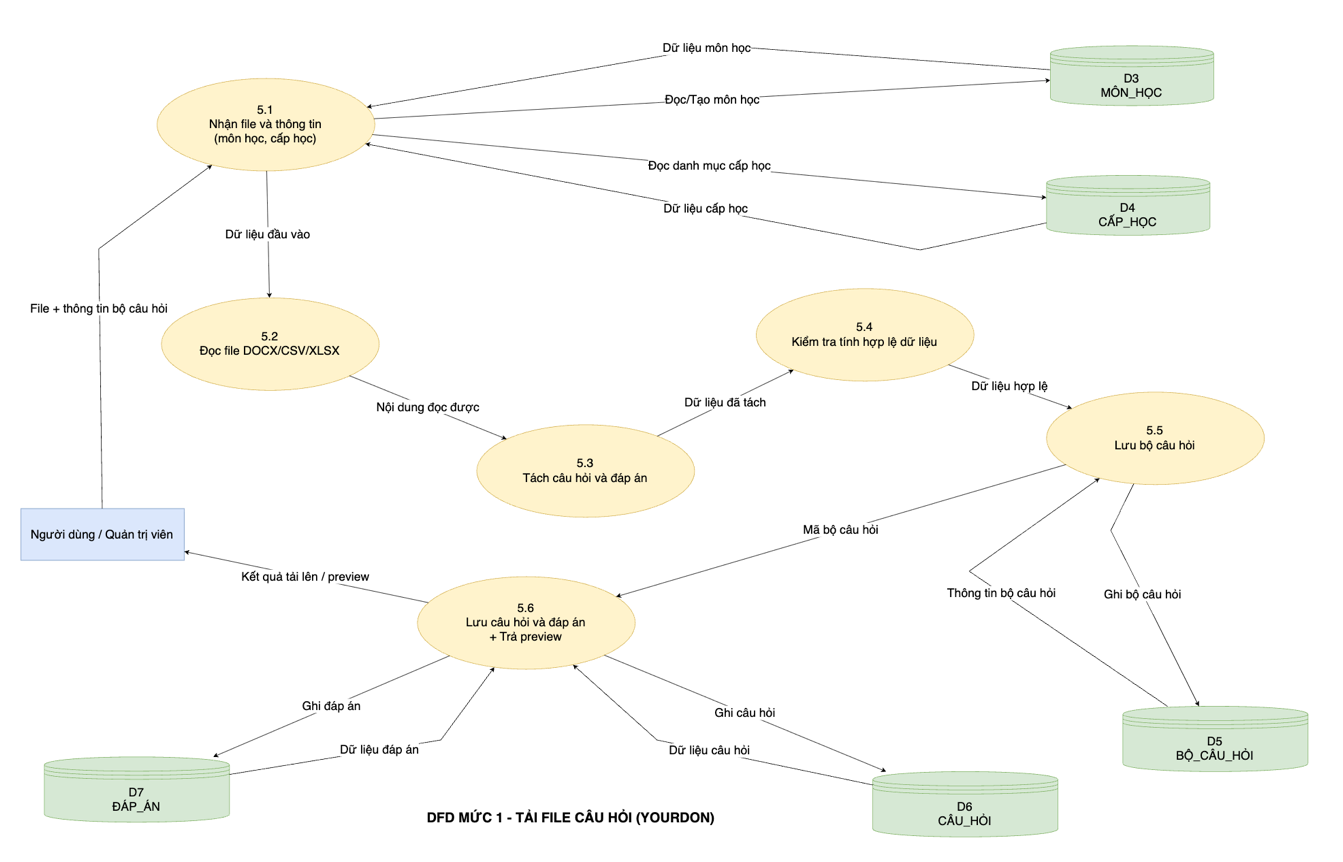 Dữ liệu môn học
D3
MÔN_HỌC
5.1
Nhận file và thông tin
(môn học, cấp học)
Đọc/Tạo môn học
Đọc danh mục cấp học
D4
CẤP_HỌC
Dữ liệu cấp học
Dữ liệu đầu vào
File + thông tin bộ câu hỏi
5.2
Đọc file DOCX/CSV/XLSX
5.4
Kiểm tra tính hợp lệ dữ liệu
Dữ liệu hợp lệ
Nội dung đọc được
Dữ liệu đã tách
5.5
Lưu bộ câu hỏi
5.3
Tách câu hỏi và đáp án
Người dùng / Quản trị viên
Mã bộ câu hỏi
Kết quả tải lên / preview
Thông tin bộ câu hỏi
Ghi bộ câu hỏi
5.6
Lưu câu hỏi và đáp án
+ Trả preview
Ghi đáp án
Ghi câu hỏi
Dữ liệu đáp án
Dữ liệu câu hỏi
D5
BỘ_CÂU_HỎI
D7
ĐÁP_ÁN
D6
CÂU_HỎI
DFD MỨC 1 - TẢI FILE CÂU HỎI (YOURDON)